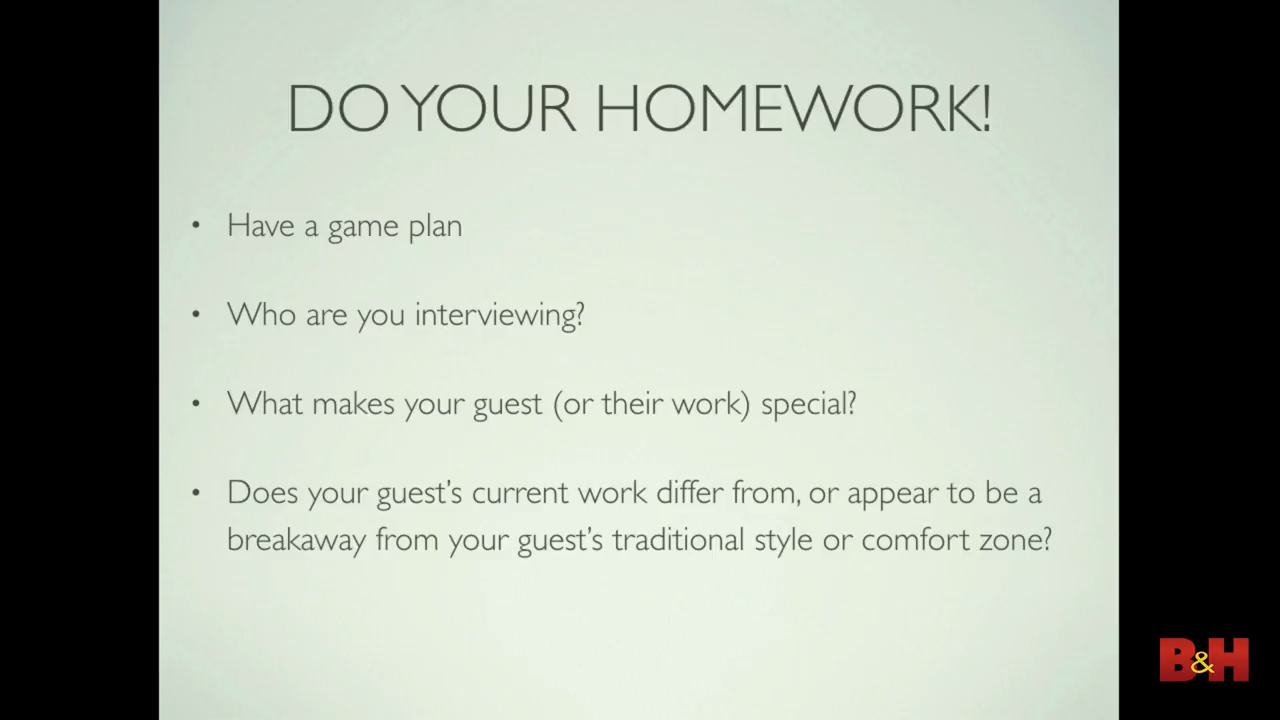 DO YOUR HOMEWORK!
• Have a game plan
• Who are you interviewing?
• What makes your guest (or their work) special?
• Does your guest’s current work differ from, or appear to be a
breakaway from your guest’s traditional style or comfort zone?
B&H